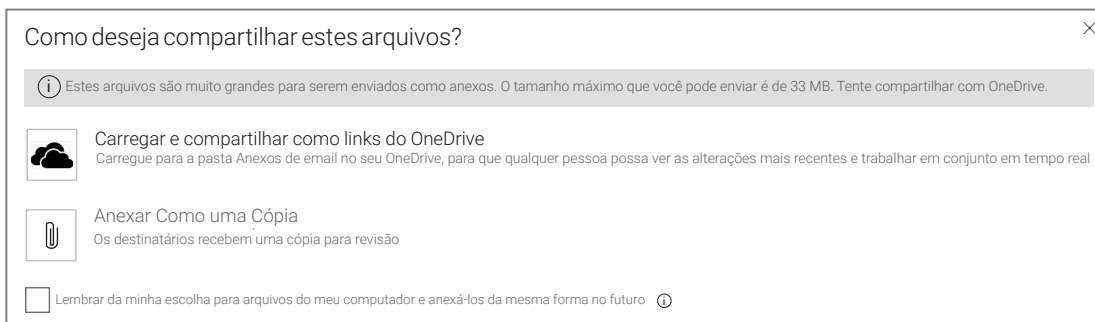 Como deseja compartilhar estes arquivos?
Estes arquivos são muito grandes para serem enviados como anexos. O tamanho máximo que você pode enviar é de 33 MB. Tente compartilhar com OneDrive.
Carregar e compartilhar como links do OneDrive
Carregue para a pasta Anexos de email no seu OneDrive, para que qualquer pessoa possa ver as alterações mais recentes e trabalhar em conjunto em tempo real
Anexar Como uma Cópia
Os destinatários recebem uma cópia para revisão
Lembrar da minha escolha para arquivos do meu computador e anexá-los da mesma forma no futuro